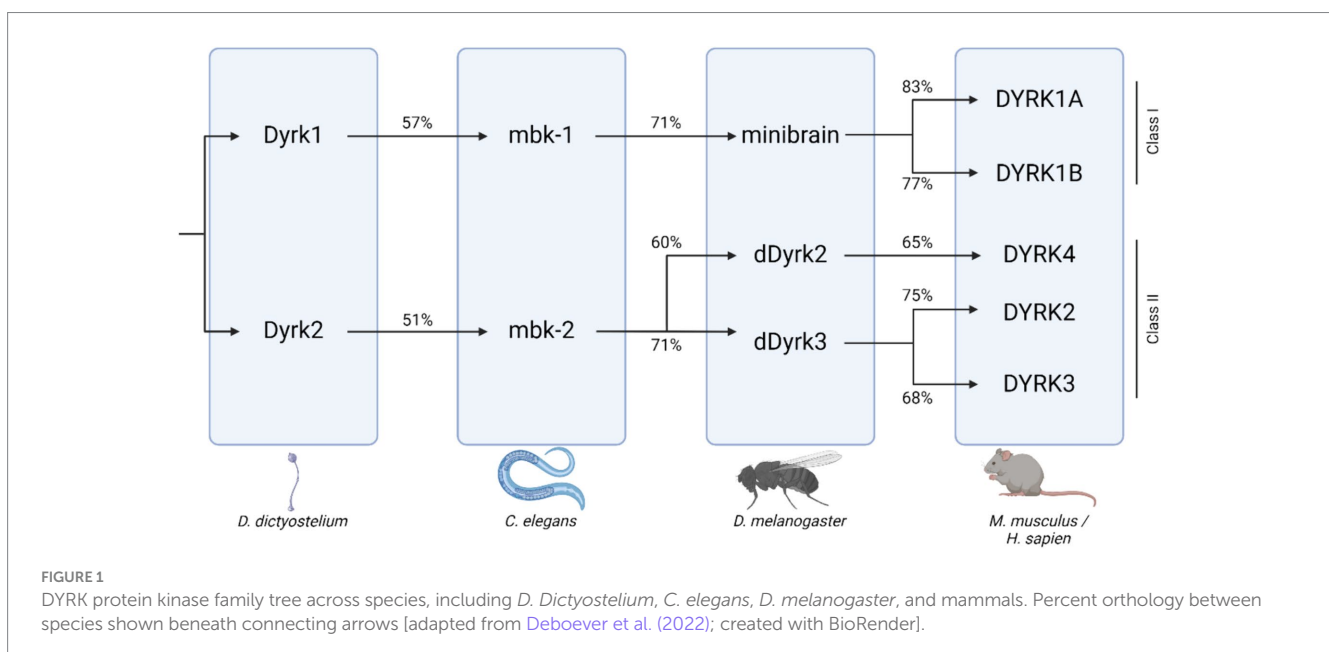 83%
DYRK1A
Dyrk1
57%
mbk-1
71%
minibrain
Class I
77%
DYRK1B
60%
dDyrk2
65%
DYRK4
75%
DYRK2
Dyrk2
51%
mbk-2
71%
dDyrk3
Class II
68%
DYRK3
D. dictyostelium
C. elegans
D. melanogaster
M. musculus /
H. sapien
FIGURE 1
DYRK protein kinase family tree across species, including D. Dictyostelium, C. elegans, D. melanogaster, and mammals. Percent orthology between
species shown beneath connecting arrows [adapted from Deboever et al. (2022); created with BioRender].